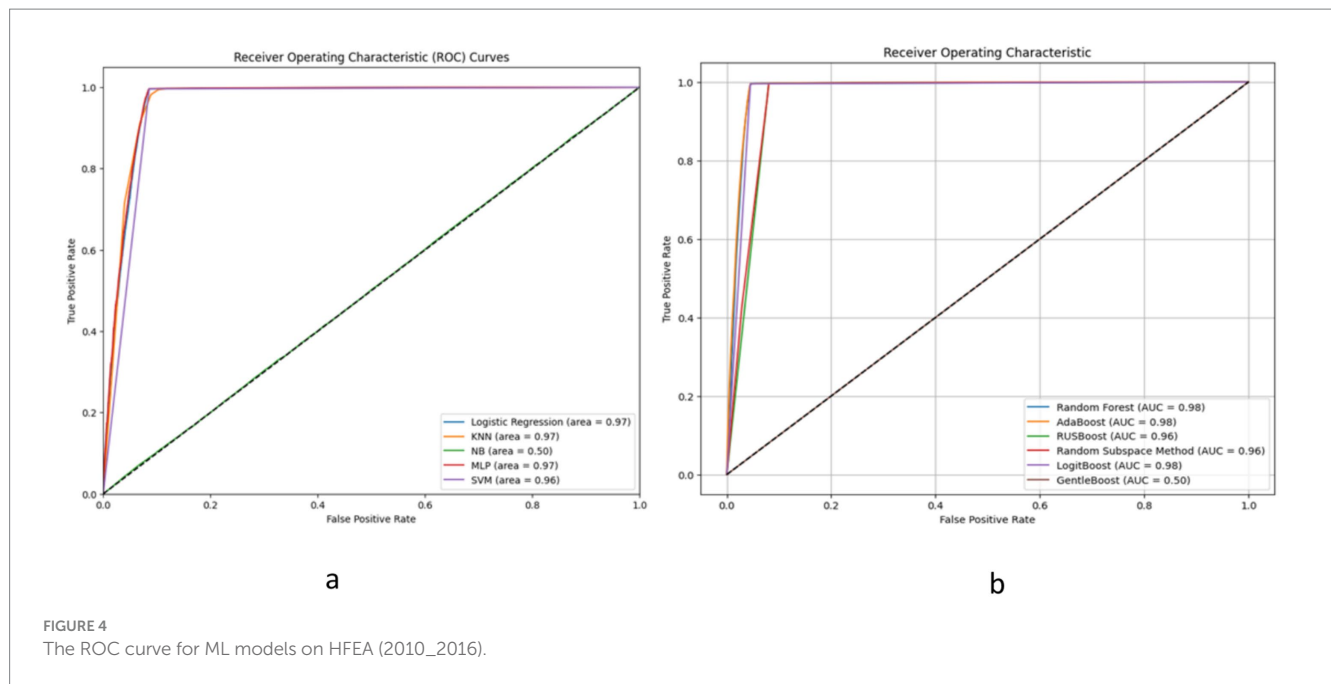 Receiver Operating Characteristic (ROC) Curves
True Positive Rate
1.0
0.8
0.6
0.4
0.2
0.0
Logistic Regression (area = 0.97)
KNN (area = 0.97)
NB (area = 0.50)
MLP (area = 0.97)
SVM (area = 0.96)
0.0 0.2 0.4 0.6 0.8 1.0
False Positive Rate
a
Receiver Operating Characteristic
True Positive Rate
1.0
0.8
0.6
0.4
0.2
0.0
Random Forest (AUC = 0.98)
AdaBoost (AUC = 0.98)
RUSBoost (AUC = 0.96)
Random Subspace Method (AUC = 0.96)
LogitBoost (AUC = 0.98)
GentleBoost (AUC = 0.50)
0.0 0.2 0.4 0.6 0.8 1.0
False Positive Rate
b
FIGURE 4
The ROC curve for ML models on HFEA (2010_2016).